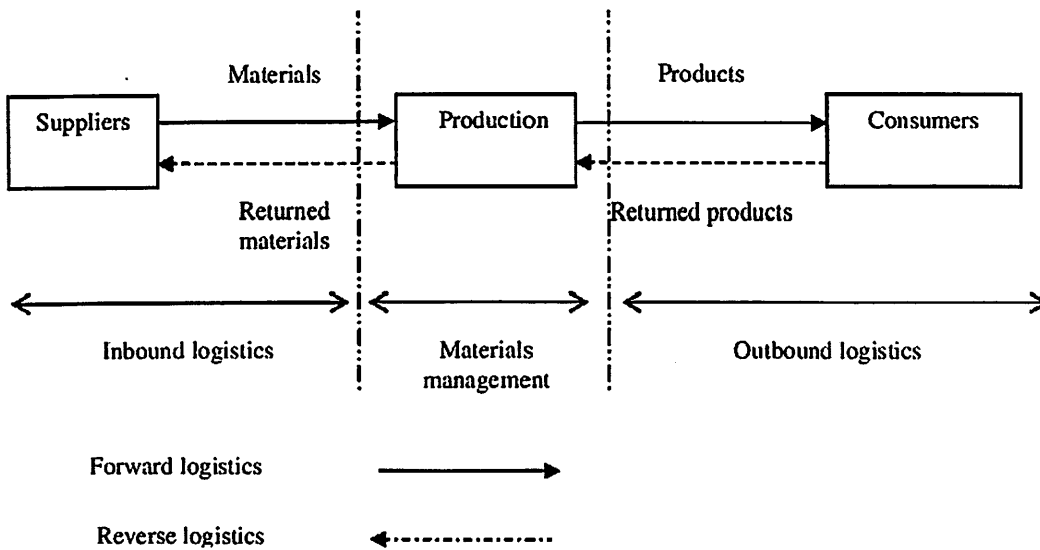 Materials
Products
Suppliers
Production
Consumers
Returned
materials
Returned products
Inbound logistics
Materials
management
Outbound logistics
Forward logistics
Reverse logistics